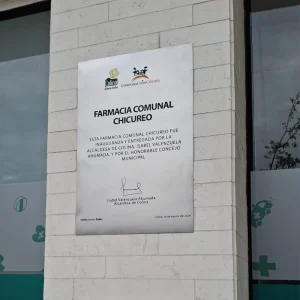 FARMACIA COMUNAL
CHICUREO
ESTA FARMACIA COMUNAL CHICUREO FUE
INAUGURADA Y ENTREGADA POR LA
ALCALDESA DE COLINA, ISABEL VALENZUELA
AHUMADA, Y POR EL HONORABLE CONCEJO
MUNICIPAL
Isabel Valenzuela Ahumada
Alcaldesa de Colina